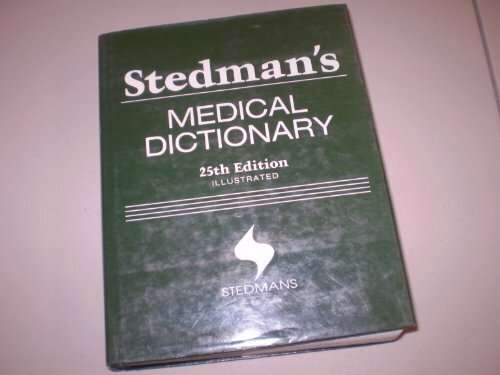 Stedman's
MEDICAL
DICTIONARY
25th Edition
ILLUSTRATED
STEDMANS